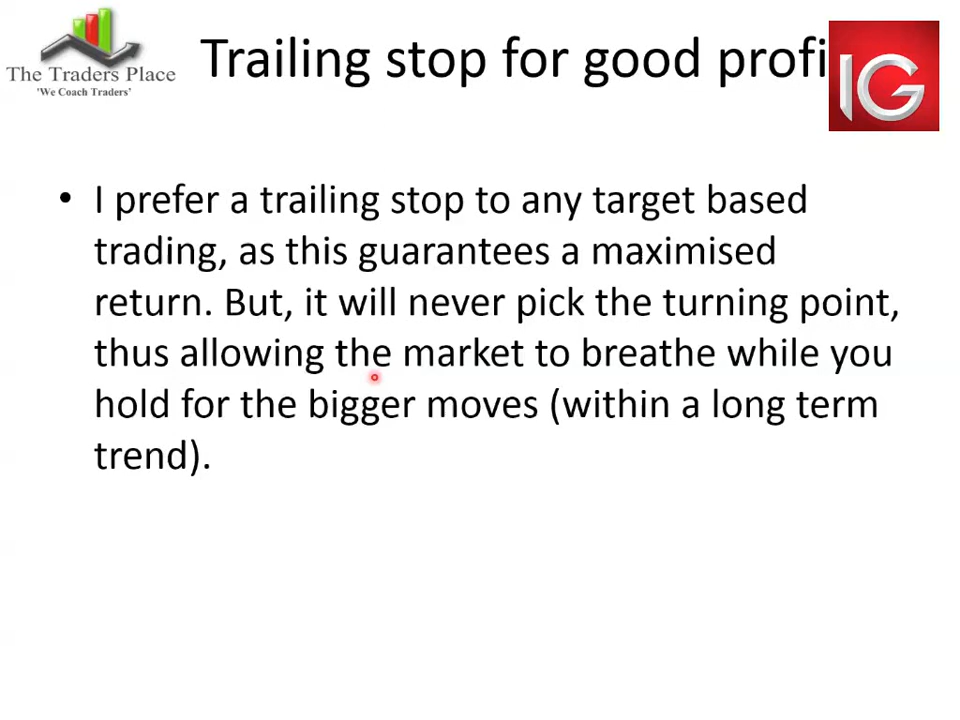 The Traders Place
'We Coach Traders'
Trailing stop for good profi
IG
• I prefer a trailing stop to any target based
trading, as this guarantees a maximised
return. But, it will never pick the turning point,
thus allowing the market to breathe while you
hold for the bigger moves (within a long term
trend).